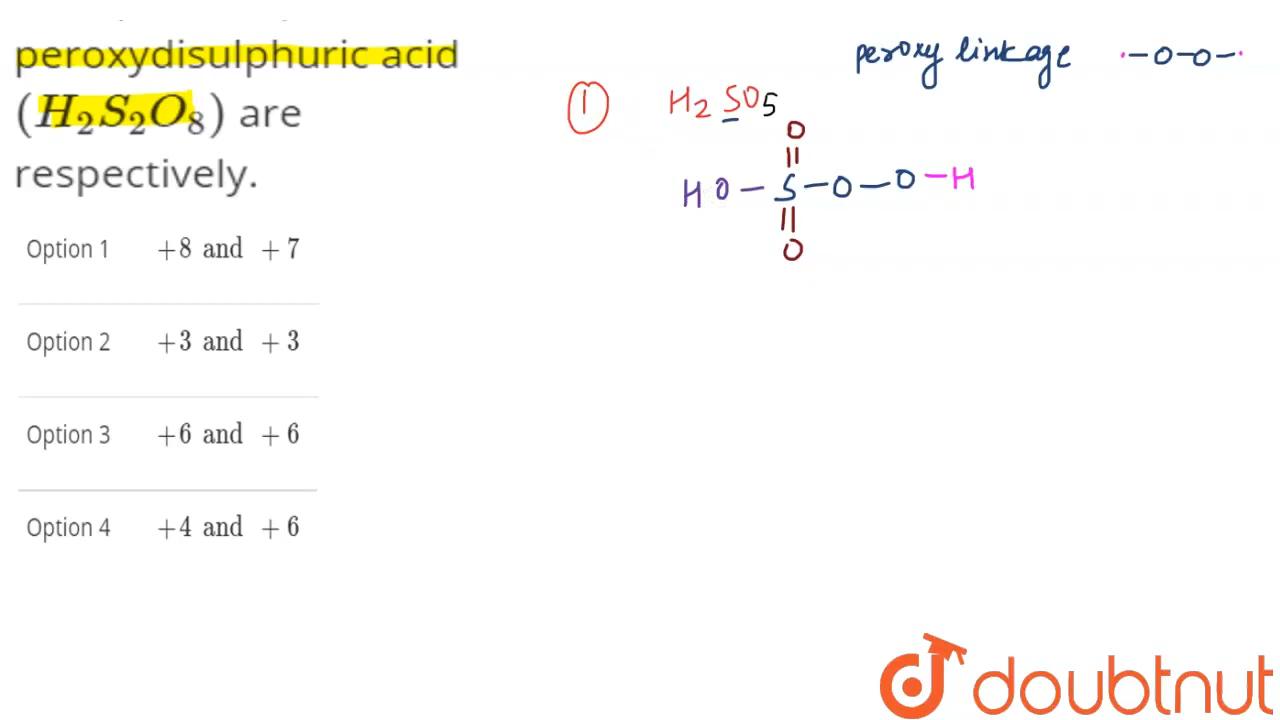 peroxydisulphuric acid
(H₂S₂O₈) are
respectively.
Option 1 +8 and +7
Option 2 +3 and +3
Option 3 +6 and +6
Option 4 +4 and +6
peroxy linkage -O-O-
① H₂SO₅
O
||
HO-S-O-O-H
||
O
doubtnut